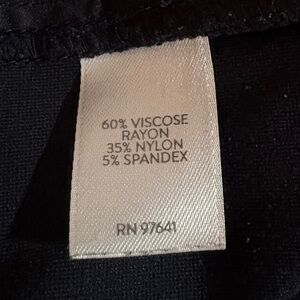 60% VISCOSE
RAYON
35% NYLON
5% SPANDEX
RN 97641